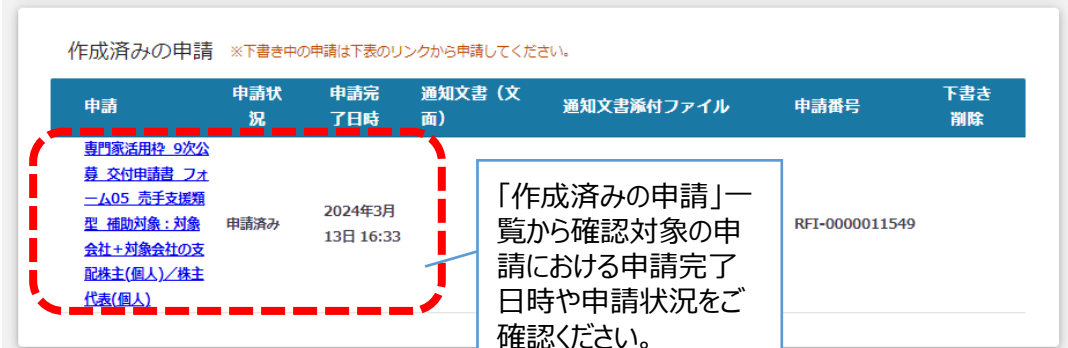 作成済みの申請 ※下書き中の申請は下表のリンクから申請してください。
申請 申請状況 申請完了日時 通知文書（文面） 通知文書添付ファイル 申請番号 下書き削除
専門家活用枠 9次公
募 交付申請書 フォ
ーム05 売手支援類
型 補助対象：対象
会社＋対象会社の支
配株主(個人)／株主
代表(個人)
申請済み
2024年3月
13日 16:33
RFI-0000011549
「作成済みの申請」一
覧から確認対象の申
請における申請完了
日時や申請状況をご
確認ください。